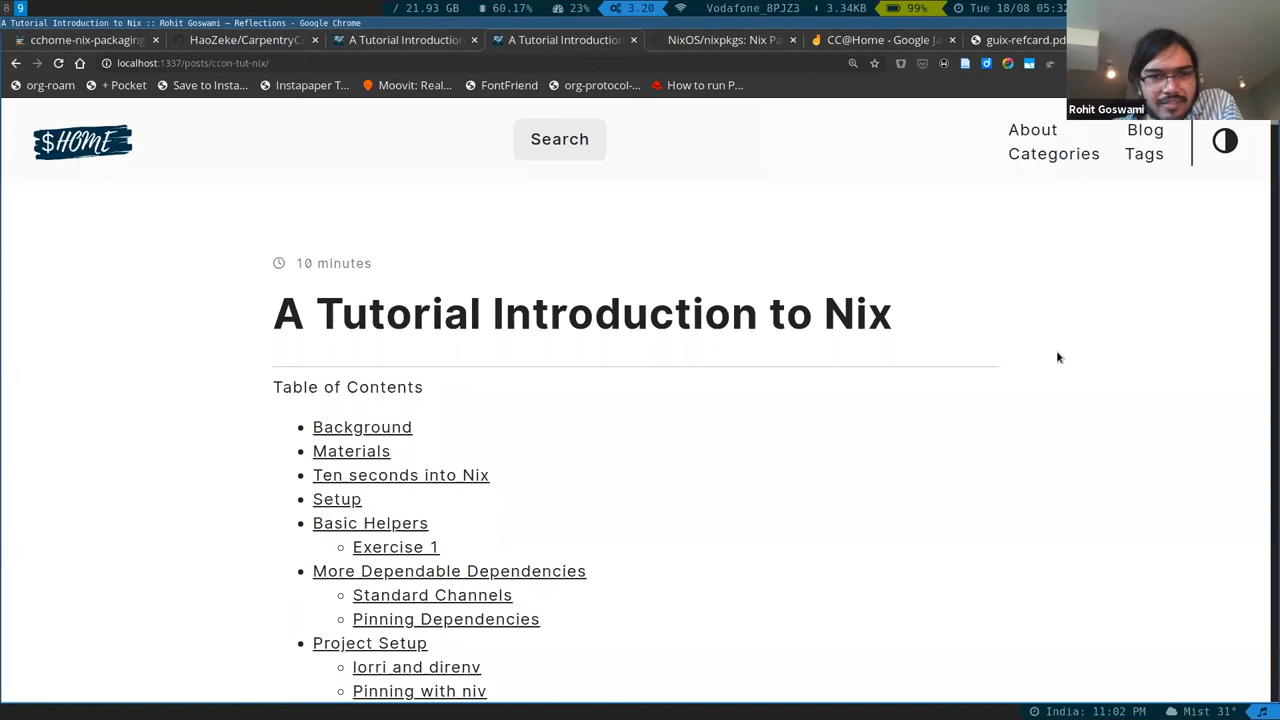 8 9 / 21.93 GB 60.17% 23% 3.20 Vodafone_8PJZ3 3.34KB 99% Tue 18/08 05:32
A Tutorial Introduction to Nix :: Rohit Goswami — Reflections - Google Chrome
cchome-nix-packaging HaoZeke/CarpentryC A Tutorial Introduction A Tutorial Introduction NixOS/nixpkgs: Nix Pa CC@Home - Google Ja guix-refcard.pd
localhost:1337/posts/ccon-tut-nix/
org-roam + Pocket Save to Insta... Instapaper T... Moovit: Real... FontFriend org-protocol-... How to run P...
Rohit Goswami
$HOME Search About Blog
Categories Tags
10 minutes
A Tutorial Introduction to Nix
Table of Contents
Background
Materials
Ten seconds into Nix
Setup
Basic Helpers
Exercise 1
More Dependable Dependencies
Standard Channels
Pinning Dependencies
Project Setup
lorri and direnv
Pinning with niv
India: 11:02 PM Mist 31°